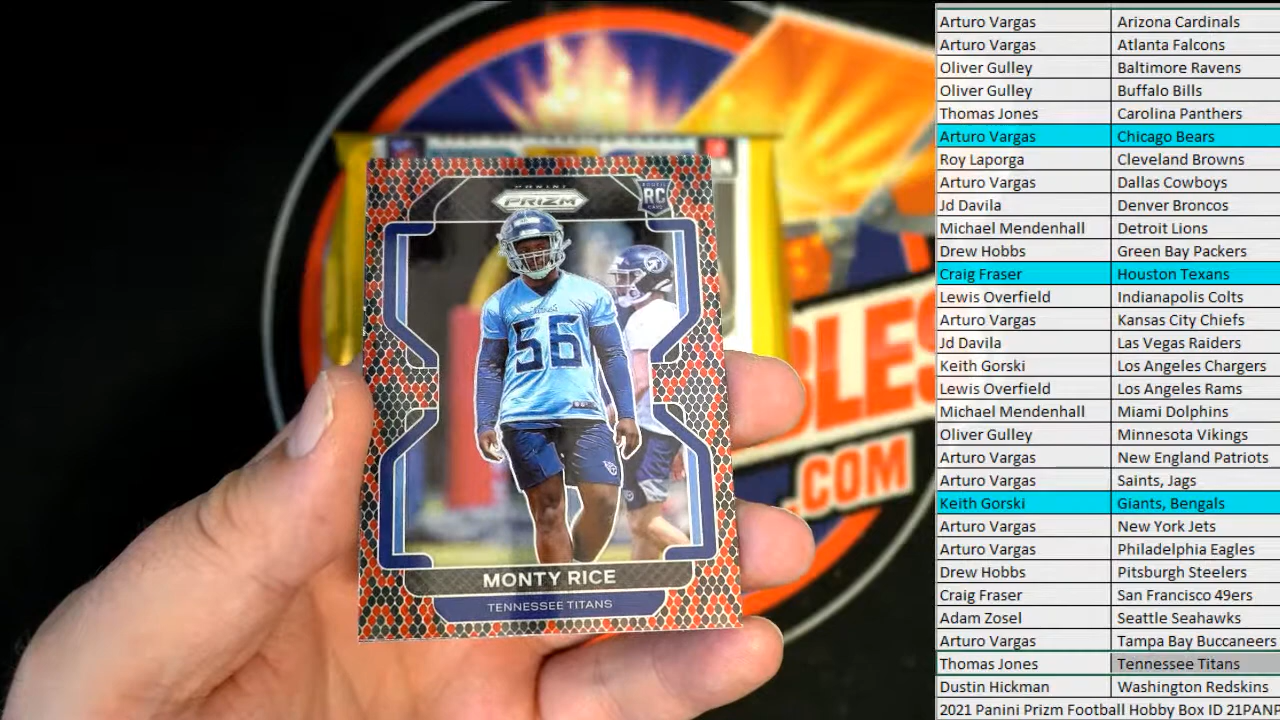 PANINI
PRIZM
RC
56
MONTY RICE
TENNESSEE TITANS
BLES
.COM
Arturo Vargas Arizona Cardinals
Arturo Vargas Atlanta Falcons
Oliver Gulley Baltimore Ravens
Oliver Gulley Buffalo Bills
Thomas Jones Carolina Panthers
Arturo Vargas Chicago Bears
Roy Laporga Cleveland Browns
Arturo Vargas Dallas Cowboys
Jd Davila Denver Broncos
Michael Mendenhall Detroit Lions
Drew Hobbs Green Bay Packers
Craig Fraser Houston Texans
Lewis Overfield Indianapolis Colts
Arturo Vargas Kansas City Chiefs
Jd Davila Las Vegas Raiders
Keith Gorski Los Angeles Chargers
Lewis Overfield Los Angeles Rams
Michael Mendenhall Miami Dolphins
Oliver Gulley Minnesota Vikings
Arturo Vargas New England Patriots
Arturo Vargas Saints, Jags
Keith Gorski Giants, Bengals
Arturo Vargas New York Jets
Arturo Vargas Philadelphia Eagles
Drew Hobbs Pitsburgh Steelers
Craig Fraser San Francisco 49ers
Adam Zosel Seattle Seahawks
Arturo Vargas Tampa Bay Buccaneers
Thomas Jones Tennessee Titans
Dustin Hickman Washington Redskins
2021 Panini Prizm Football Hobby Box ID 21PANP